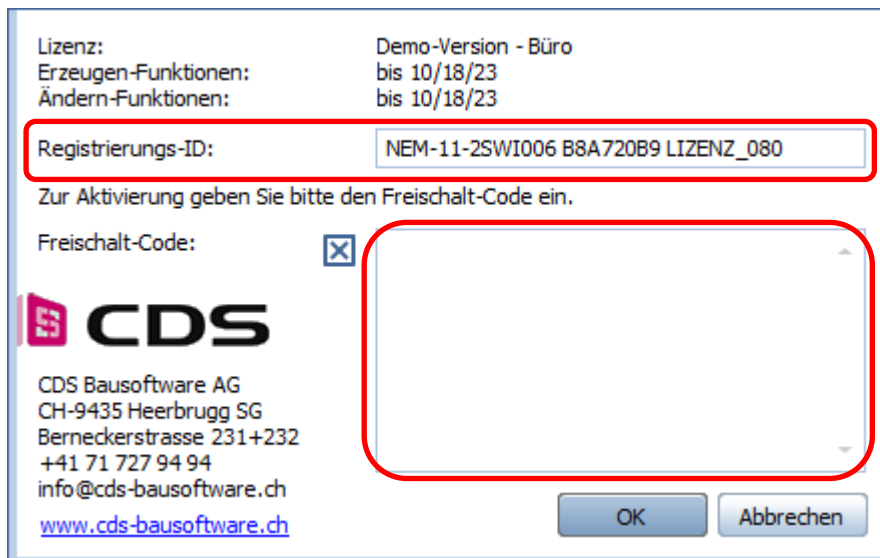 Lizenz: Demo-Version - Büro
Erzeugen-Funktionen: bis 10/18/23
Ändern-Funktionen: bis 10/18/23
Registrierungs-ID: NEM-11-2SWI006 B8A720B9 LIZENZ_080
Zur Aktivierung geben Sie bitte den Freischalt-Code ein.
Freischalt-Code:
CDS
CDS Bausoftware AG
CH-9435 Heerbrugg SG
Berneckerstrasse 231+232
+41 71 727 94 94
info@cds-bausoftware.ch
www.cds-bausoftware.ch
OK Abbrechen